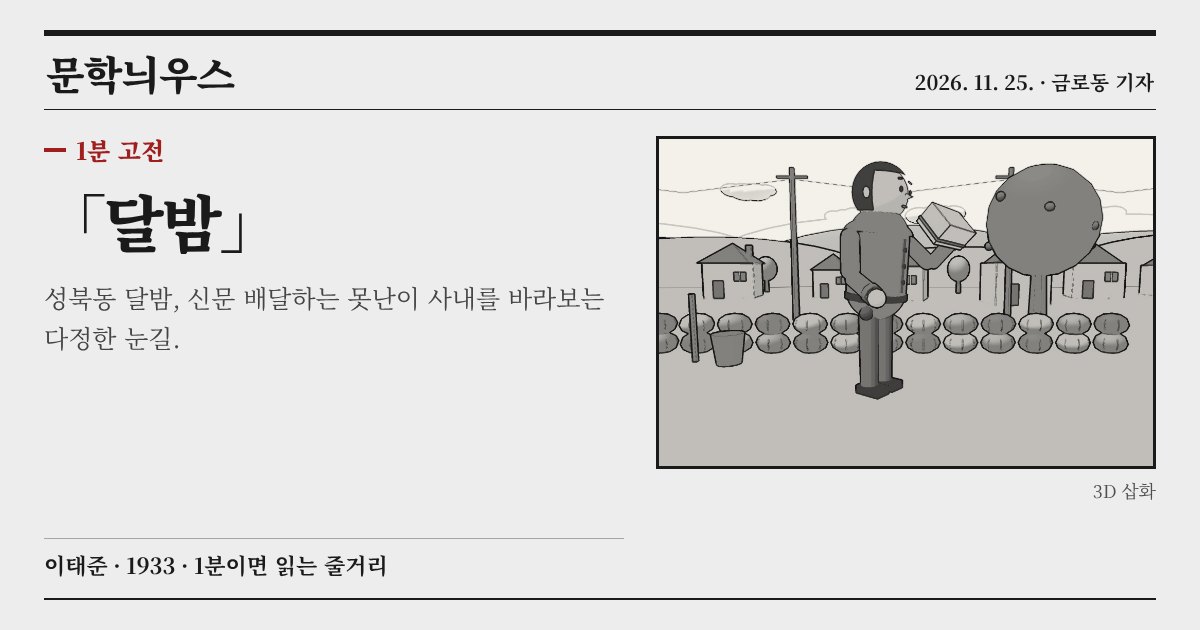 문학늬우스
2026. 11. 25. · 금로동 기자
1분 고전
「달밤」
성북동 달밤, 신문 배달하는 못난이 사내를 바라보는
다정한 눈길.
3D 삽화
이태준 · 1933 · 1분이면 읽는 줄거리